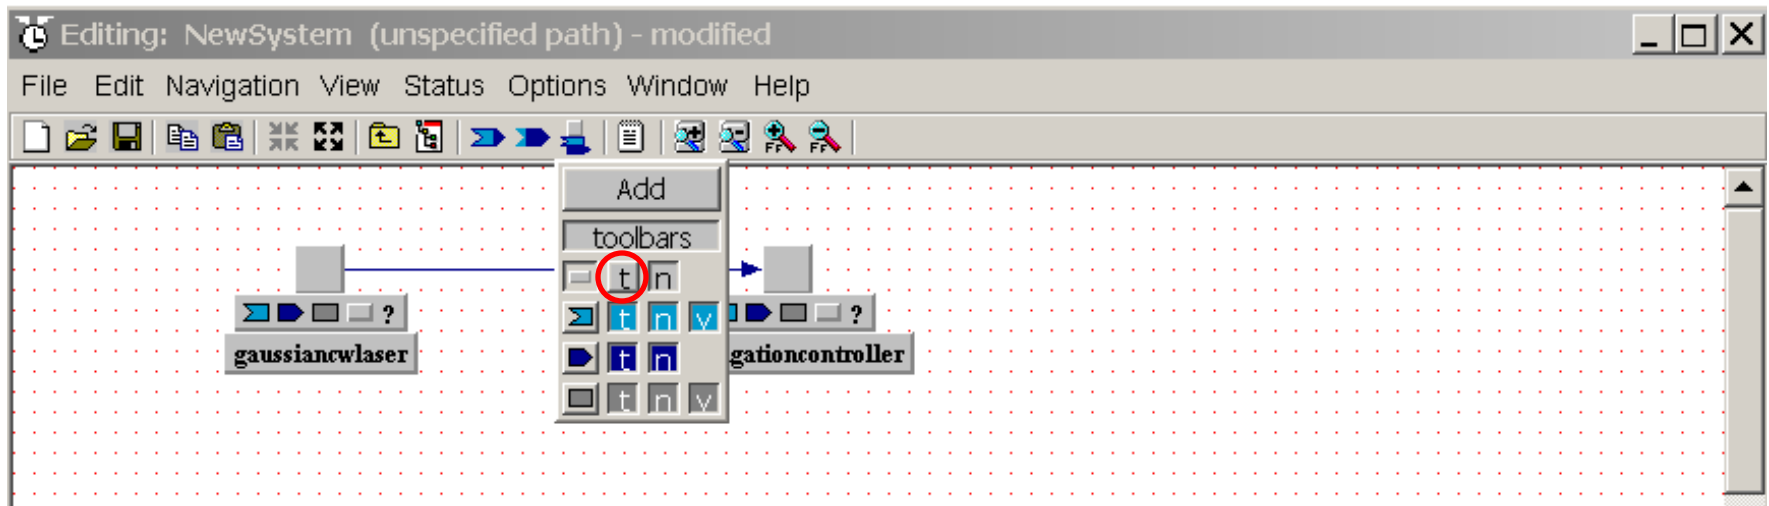 Editing: NewSystem (unspecified path) - modified
File Edit Navigation View Status Options Window Help
Add
toolbars
t n
t n v
? ?
t n
gaussiancwlaser gationcontroller
t n v